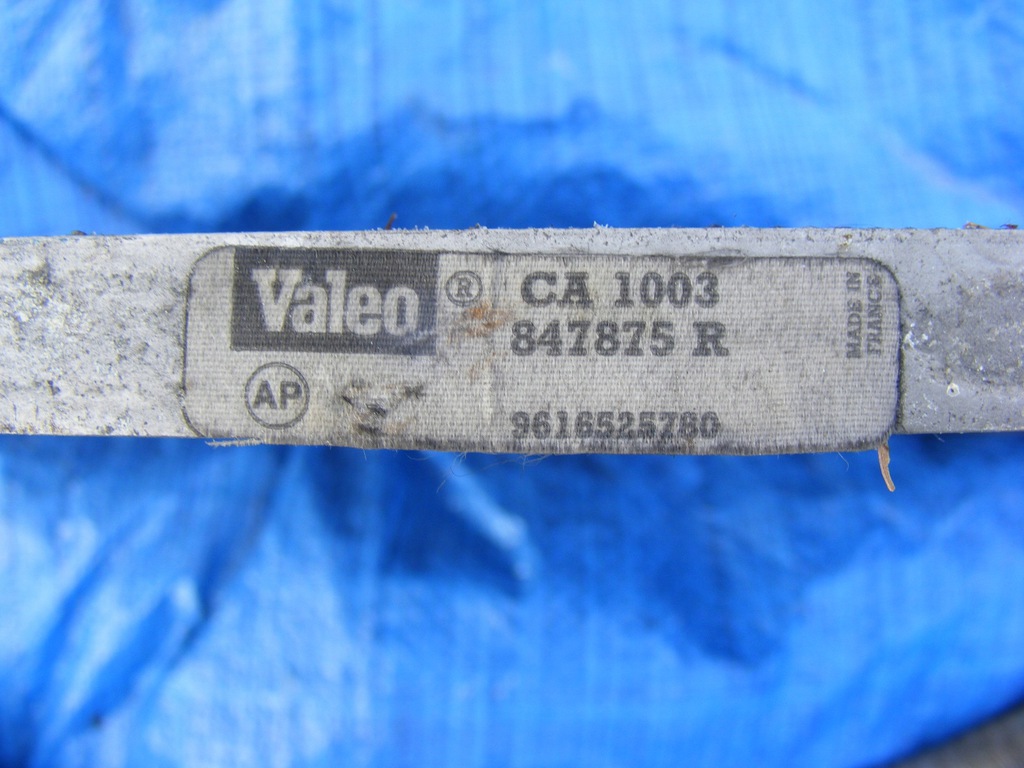 Valeo® CA 1003
847875 R
AP
9616525780
MADE IN
FRANCE